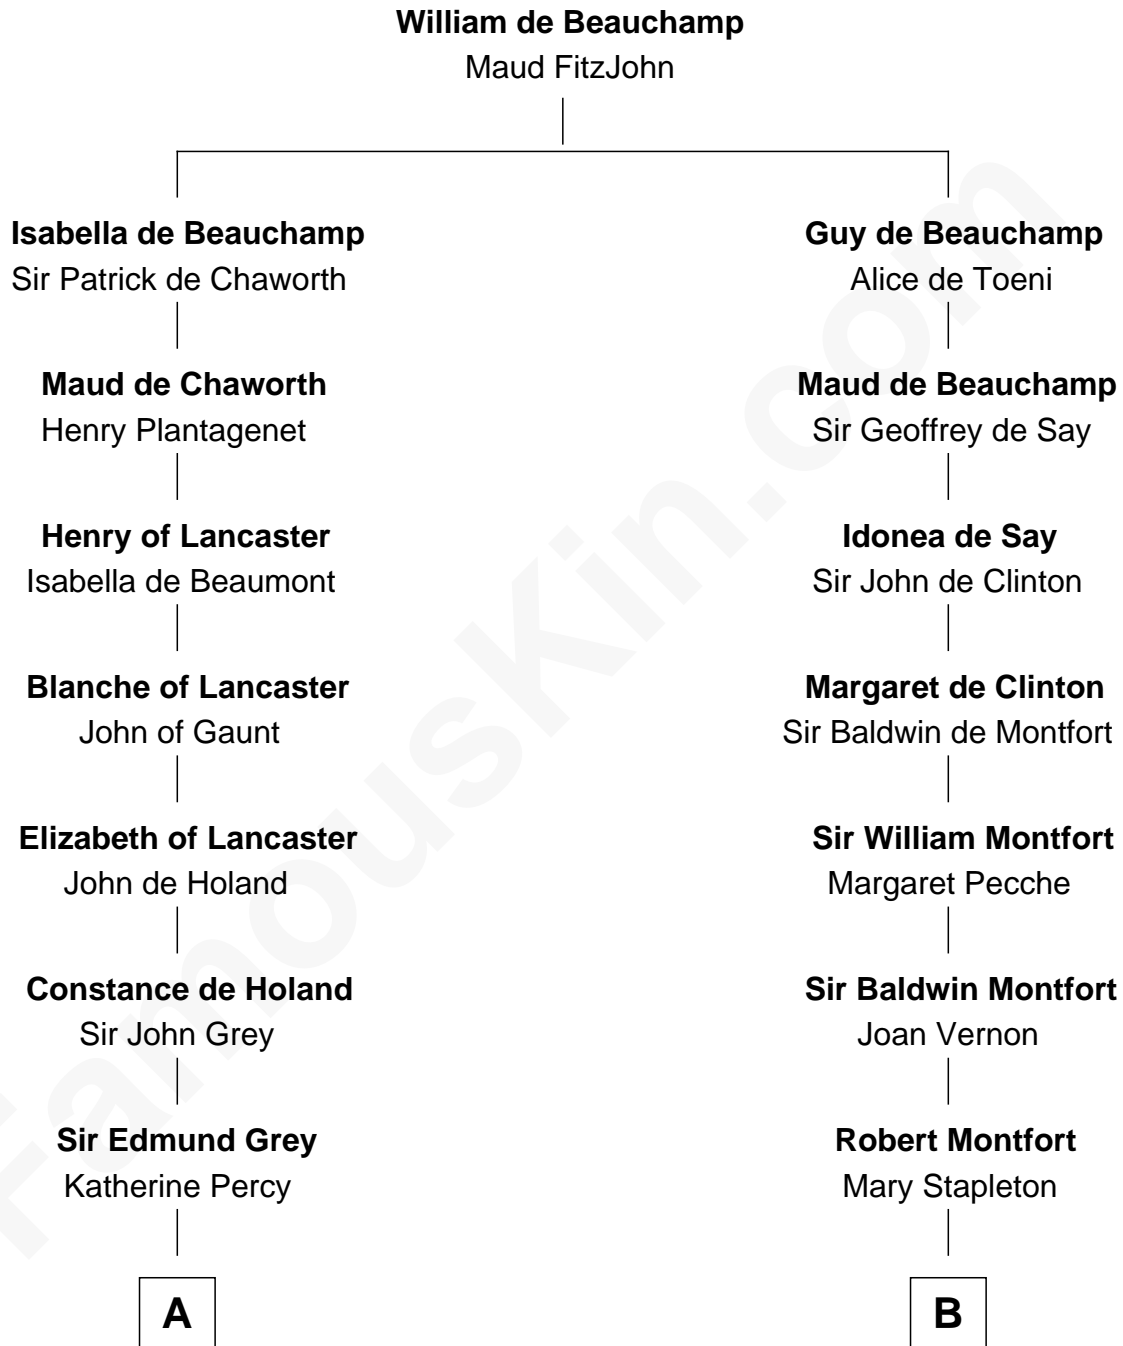 William de Beauchamp
Maud FitzJohn
Isabella de Beauchamp
Sir Patrick de Chaworth
Guy de Beauchamp
Alice de Toeni
Maud de Chaworth
Henry Plantagenet
Maud de Beauchamp
Sir Geoffrey de Say
Henry of Lancaster
Isabella de Beaumont
Idonea de Say
Sir John de Clinton
Blanche of Lancaster
John of Gaunt
Margaret de Clinton
Sir Baldwin de Montfort
Elizabeth of Lancaster
John de Holand
Sir William Montfort
Margaret Pecche
Constance de Holand
Sir John Grey
Sir Baldwin Montfort
Joan Vernon
Sir Edmund Grey
Katherine Percy
Robert Montfort
Mary Stapleton
A
B
FamousKin.com